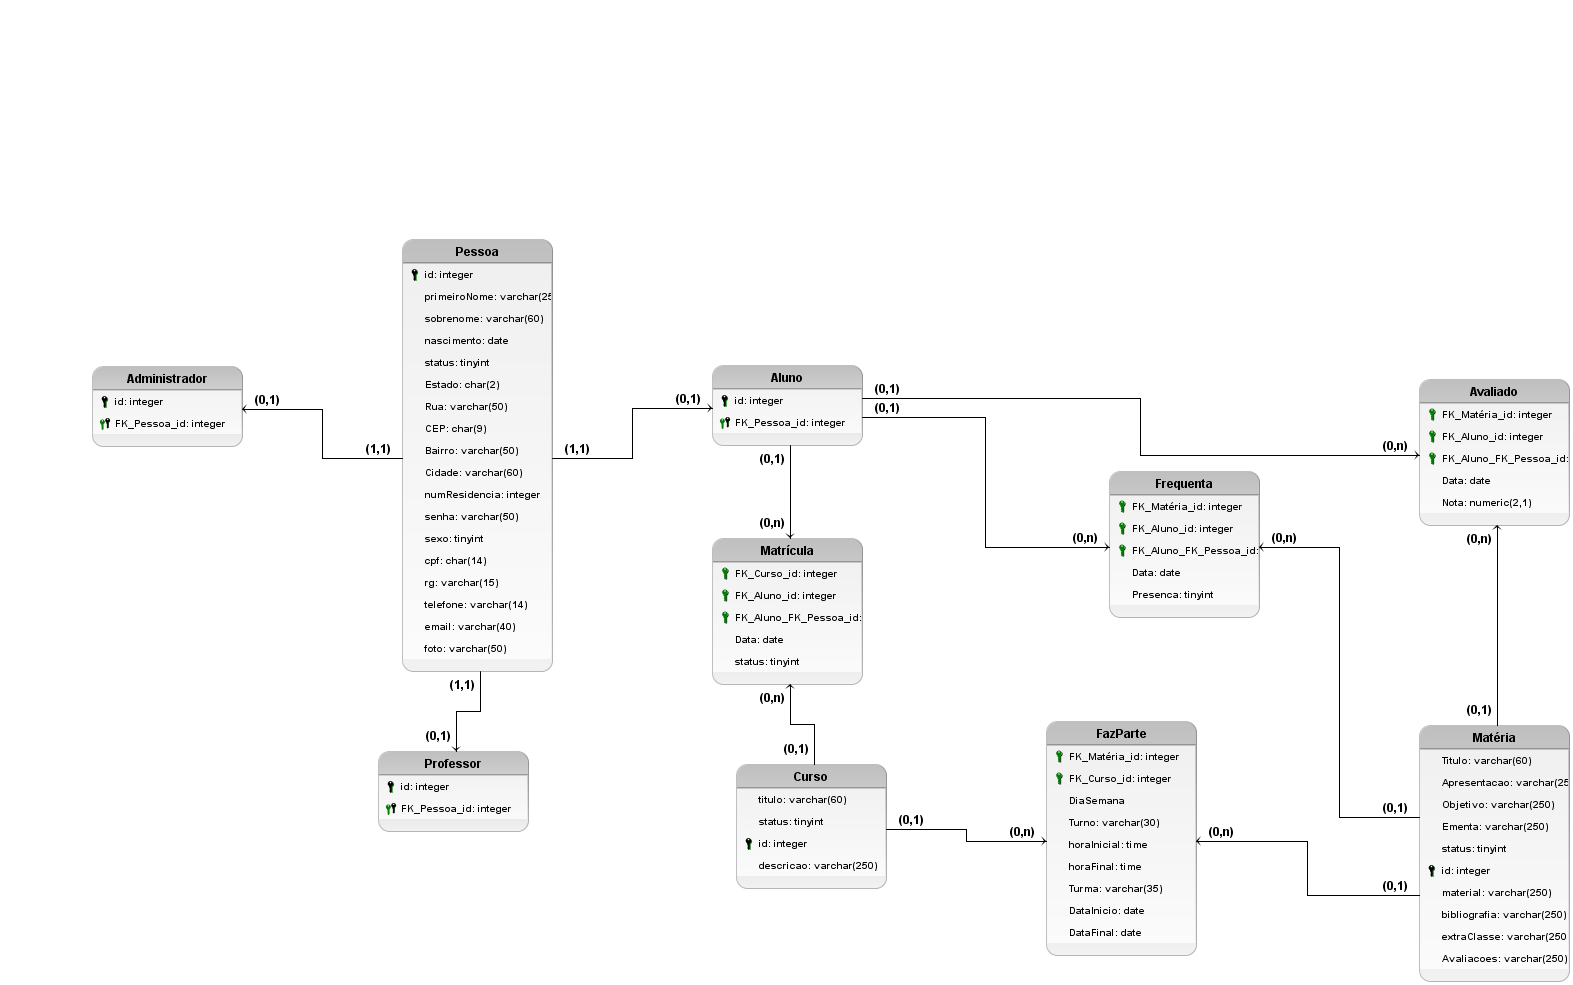 Pessoa
id: integer
primeiroNome: varchar(25
sobrenome: varchar(60)
nascimento: date
status: tinyint
Estado: char(2)
Rua: varchar(50)
CEP: char(9)
Bairro: varchar(50)
Cidade: varchar(60)
numResidencia: integer
senha: varchar(50)
sexo: tinyint
cpf: char(14)
rg: varchar(15)
telefone: varchar(14)
email: varchar(40)
foto: varchar(50)
Administrador
id: integer
FK_Pessoa_id: integer
(0,1)
(1,1)
(1,1)
(0,1)
(1,1)
(0,1)
Professor
id: integer
FK_Pessoa_id: integer
Aluno
id: integer
FK_Pessoa_id: integer
(0,1)
(0,1)
(0,1)
(0,n)
Matrícula
FK_Curso_id: integer
FK_Aluno_id: integer
FK_Aluno_FK_Pessoa_id:
Data: date
status: tinyint
(0,n)
(0,1)
Curso
titulo: varchar(60)
status: tinyint
id: integer
descricao: varchar(250)
(0,1)
(0,n)
Frequenta
FK_Matéria_id: integer
FK_Aluno_id: integer
FK_Aluno_FK_Pessoa_id:
Data: date
Presenca: tinyint
(0,n)
(0,n)
Avaliado
FK_Matéria_id: integer
FK_Aluno_id: integer
FK_Aluno_FK_Pessoa_id:
Data: date
Nota: numeric(2,1)
(0,n)
(0,n)
(0,1)
FazParte
FK_Matéria_id: integer
FK_Curso_id: integer
DiaSemana
Turno: varchar(30)
horaInicial: time
horaFinal: time
Turma: varchar(35)
DataInicio: date
DataFinal: date
(0,n)
(0,1)
(0,1)
Matéria
Titulo: varchar(60)
Apresentacao: varchar(25
Objetivo: varchar(250)
Ementa: varchar(250)
status: tinyint
id: integer
material: varchar(250)
bibliografia: varchar(250)
extraClasse: varchar(250
Avaliacoes: varchar(250)